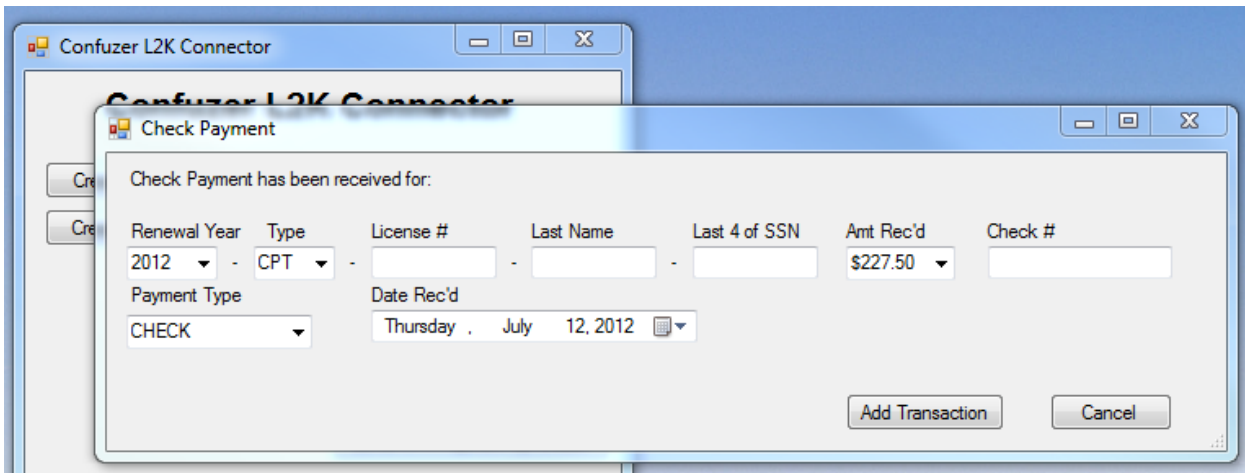 Confuzer L2K Connector
Confuzer L2K Connector
Check Payment
Cre
Check Payment has been received for:
Cre
Renewal Year Type License # Last Name Last 4 of SSN Amt Rec'd Check #
2012 - CPT - - - $227.50
Payment Type Date Rec'd
CHECK Thursday , July 12, 2012
Add Transaction Cancel